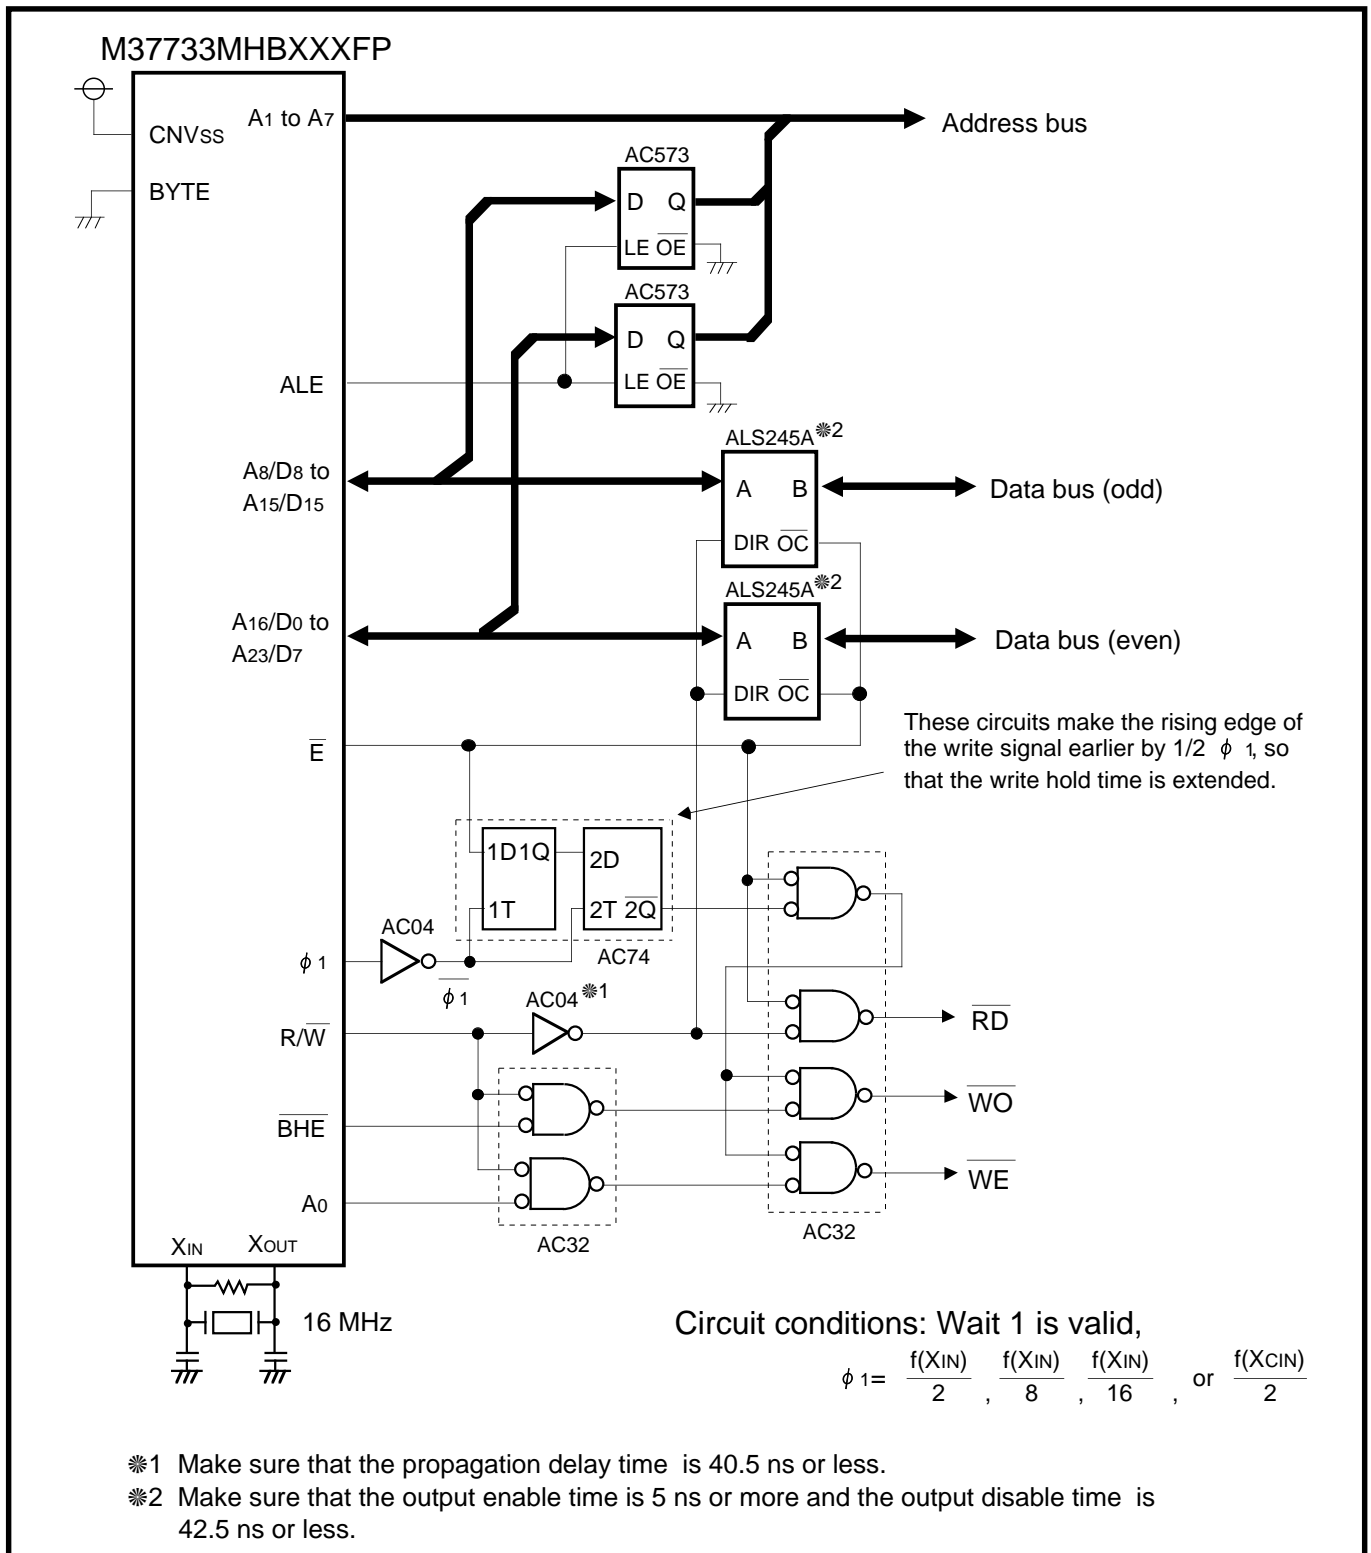 M37733MHBXXXFP
CNVSS
BYTE
A1 to A7
Address bus
AC573
D Q
LE OE
AC573
D Q
LE OE
ALE
ALS245A※2
A8/D8 to
A15/D15
A B
DIR OC
Data bus (odd)
ALS245A※2
A16/D0 to
A23/D7
A B
DIR OC
Data bus (even)
These circuits make the rising edge of
the write signal earlier by 1/2 ϕ 1, so
that the write hold time is extended.
E
1D 1Q
1T
2D
2T 2Q
AC74
AC04
ϕ 1
ϕ 1
AC04 ※1
R/W
RD
BHE
WO
WE
A0
AC32
AC32
XIN XOUT
16 MHz
Circuit conditions: Wait 1 is valid,
ϕ 1= f(XIN)/2 , f(XIN)/8 , f(XIN)/16 , or f(XCIN)/2
※1 Make sure that the propagation delay time is 40.5 ns or less.
※2 Make sure that the output enable time is 5 ns or more and the output disable time is
42.5 ns or less.